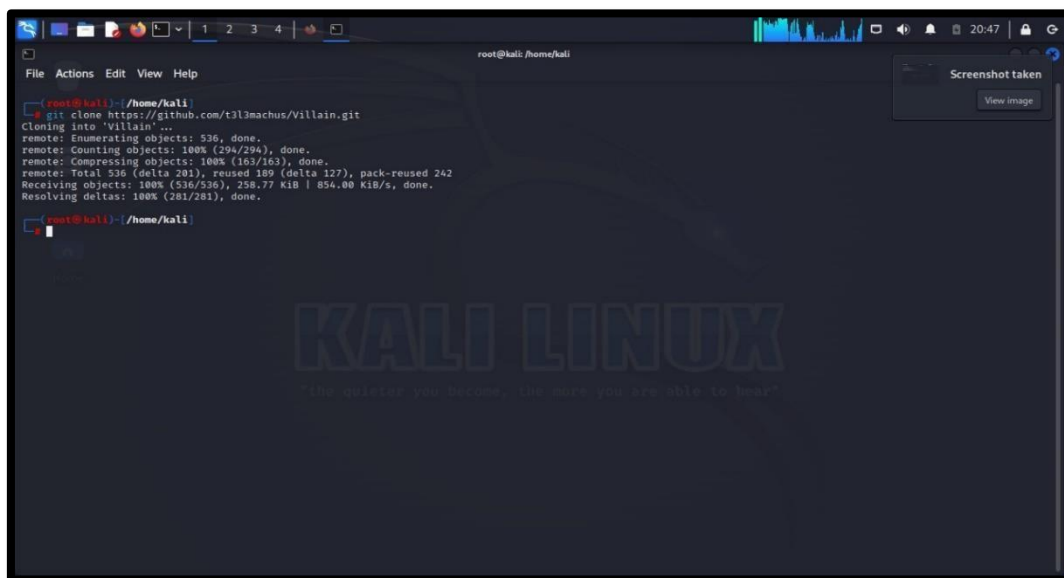 1 2 3 4
20:47
root@kali: /home/kali
File Actions Edit View Help
Screenshot taken
View image
(root㉿kali)-[/home/kali]
# git clone https://github.com/t3l3machus/Villain.git
Cloning into 'Villain'...
remote: Enumerating objects: 536, done.
remote: Counting objects: 100% (294/294), done.
remote: Compressing objects: 100% (163/163), done.
remote: Total 536 (delta 201), reused 189 (delta 127), pack-reused 242
Receiving objects: 100% (536/536), 258.77 KiB | 854.00 KiB/s, done.
Resolving deltas: 100% (281/281), done.
(root㉿kali)-[/home/kali]
#
KALI LINUX
"the quieter you become, the more you are able to hear"